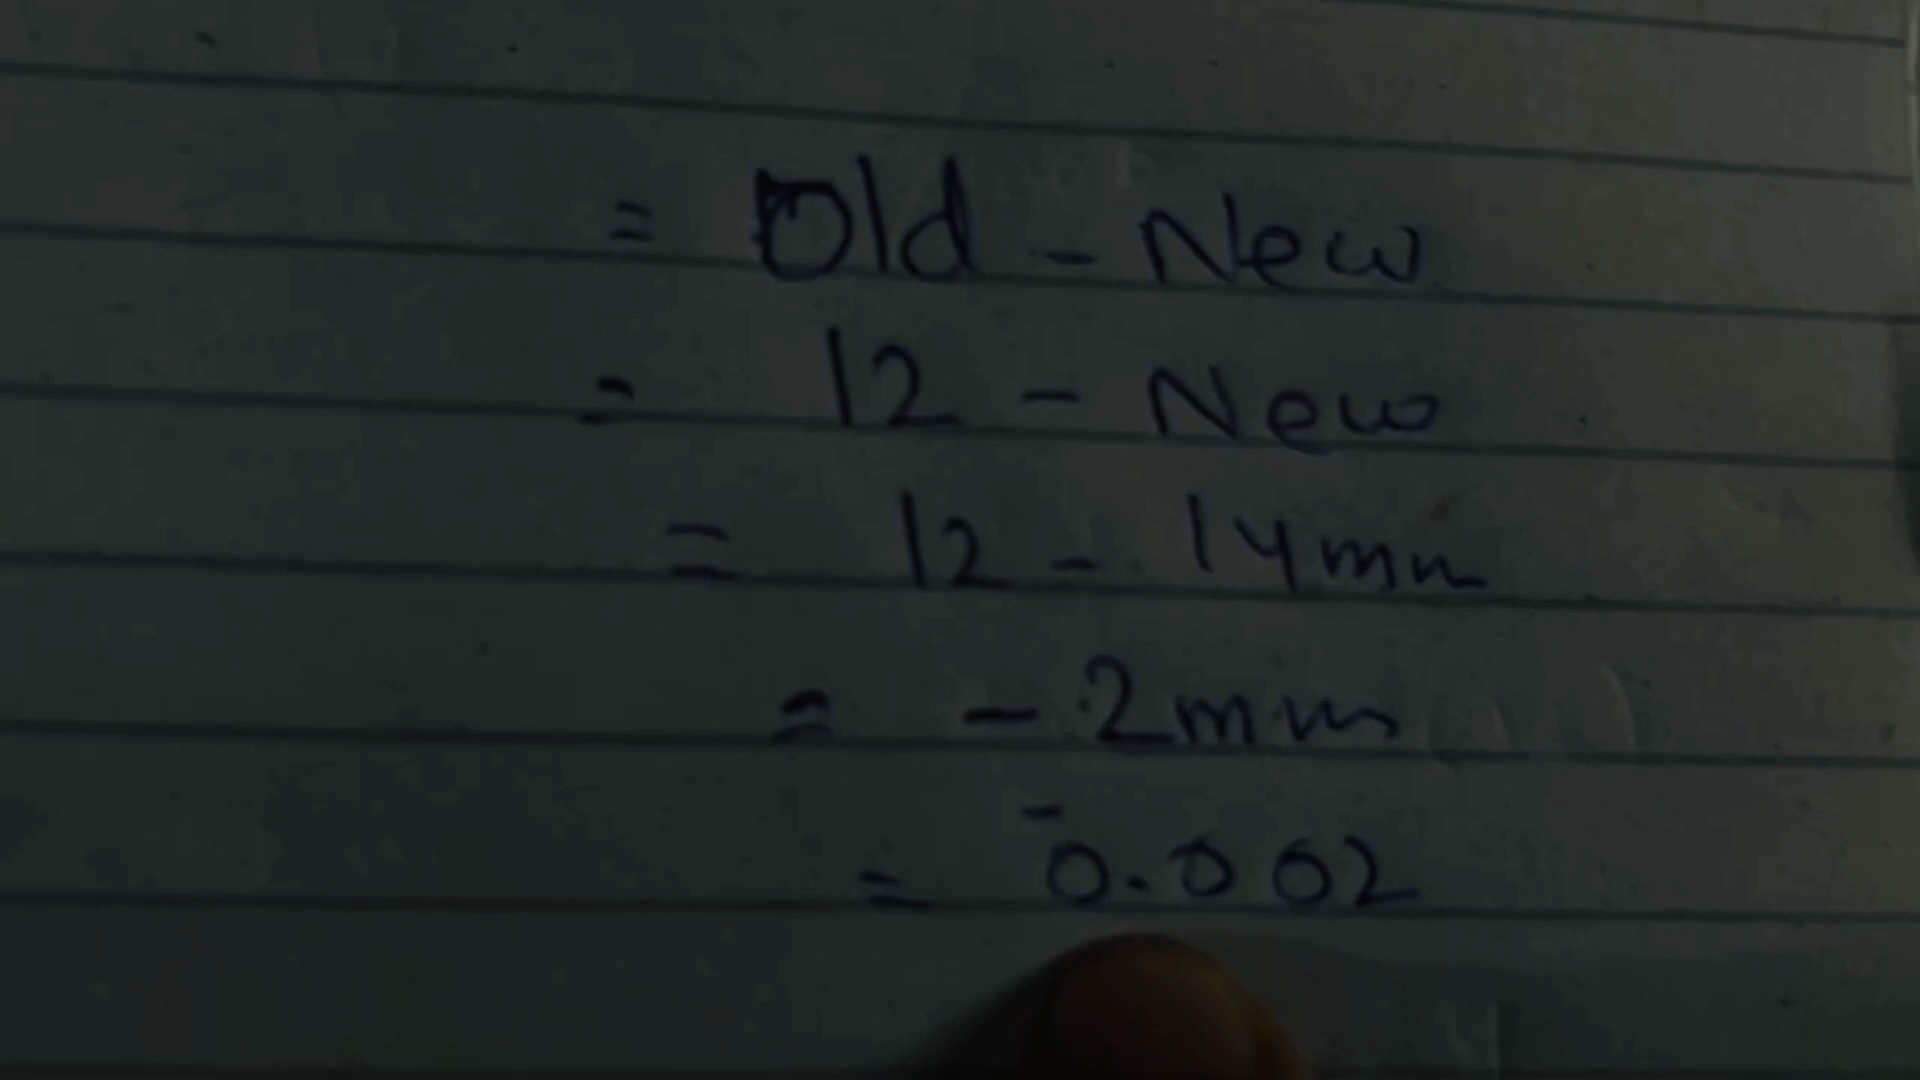 = Old - New
= 12 - New
= 12 - 14mm
= - 2mm
= -0.002